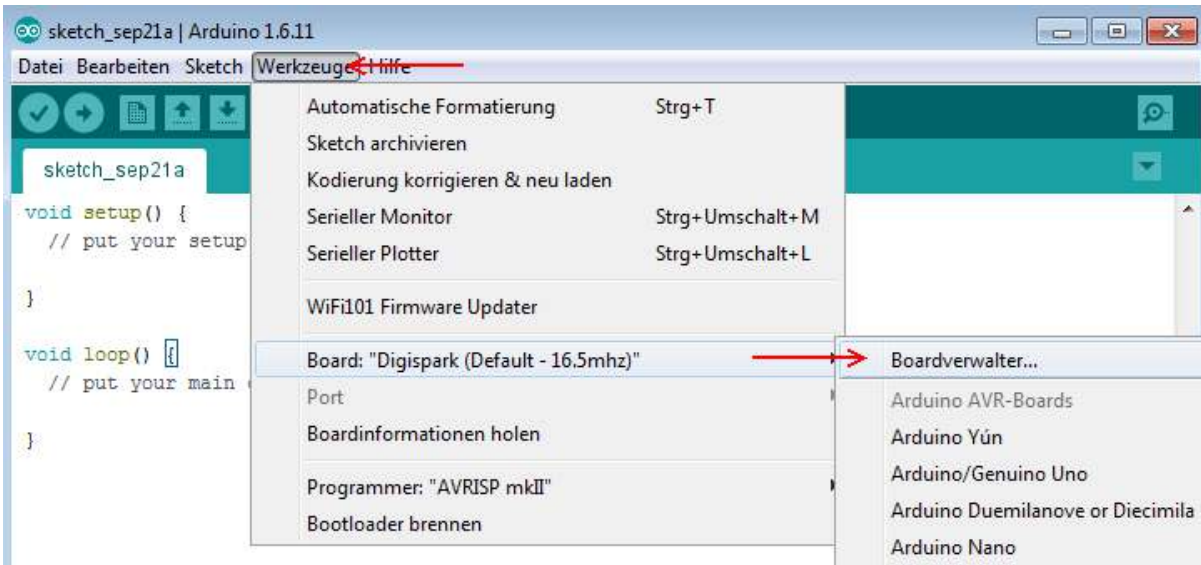 sketch_sep21a | Arduino 1.6.11
Datei Bearbeiten Sketch Werkzeuge Hilfe
Automatische Formatierung Strg+T
Sketch archivieren
sketch_sep21a
Kodierung korrigieren & neu laden
void setup() {
Serieller Monitor Strg+Umschalt+M
// put your setup
Serieller Plotter Strg+Umschalt+L
}
WiFi101 Firmware Updater
void loop() {
Board: "Digispark (Default - 16.5mhz)"
Boardverwalter...
// put your main
Port
Arduino AVR-Boards
}
Boardinformationen holen
Arduino Yún
Arduino/Genuino Uno
Programmer: "AVRISP mkII"
Arduino Duemilanove or Diecimila
Bootloader brennen
Arduino Nano